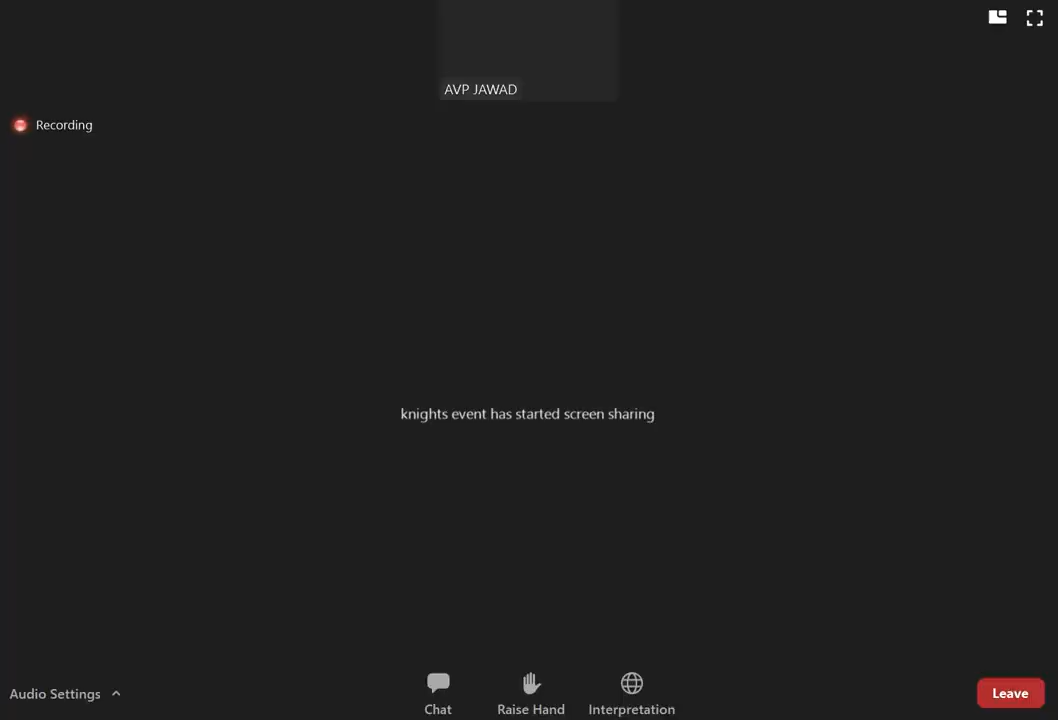 AVP JAWAD
Recording
knights event has started screen sharing
Audio Settings
Chat
Raise Hand
Interpretation
Leave